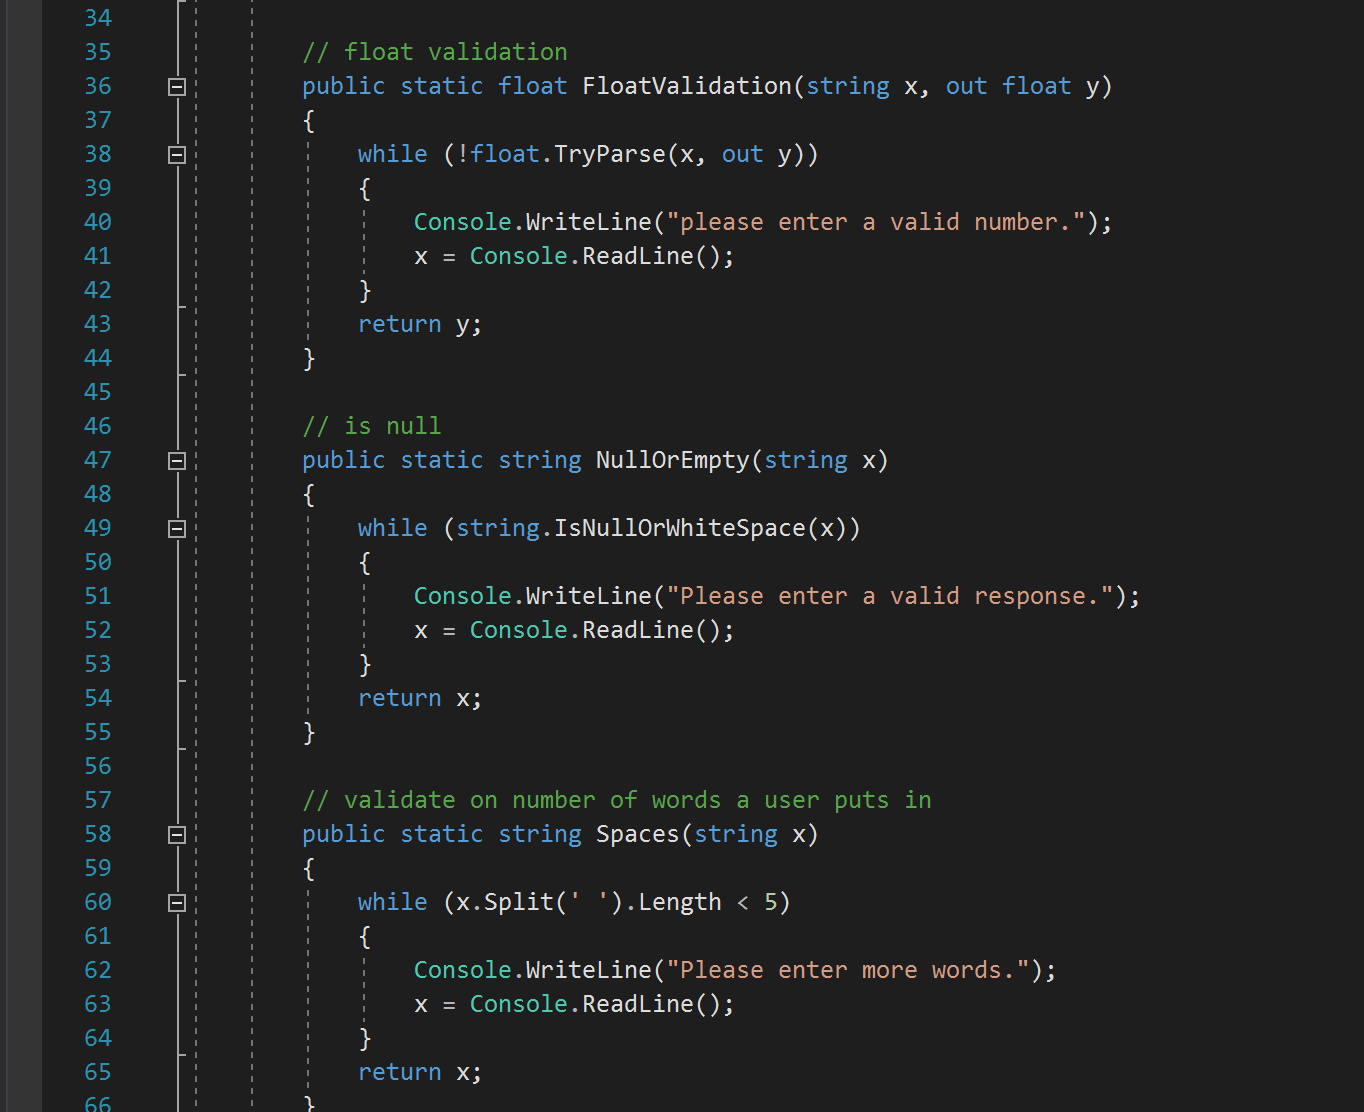 34
35 // float validation
36 public static float FloatValidation(string x, out float y)
37 {
38 while (!float.TryParse(x, out y))
39 {
40 Console.WriteLine("please enter a valid number.");
41 x = Console.ReadLine();
42 }
43 return y;
44 }
45
46 // is null
47 public static string NullOrEmpty(string x)
48 {
49 while (string.IsNullOrWhiteSpace(x))
50 {
51 Console.WriteLine("Please enter a valid response.");
52 x = Console.ReadLine();
53 }
54 return x;
55 }
56
57 // validate on number of words a user puts in
58 public static string Spaces(string x)
59 {
60 while (x.Split(' ').Length < 5)
61 {
62 Console.WriteLine("Please enter more words.");
63 x = Console.ReadLine();
64 }
65 return x;
66 }